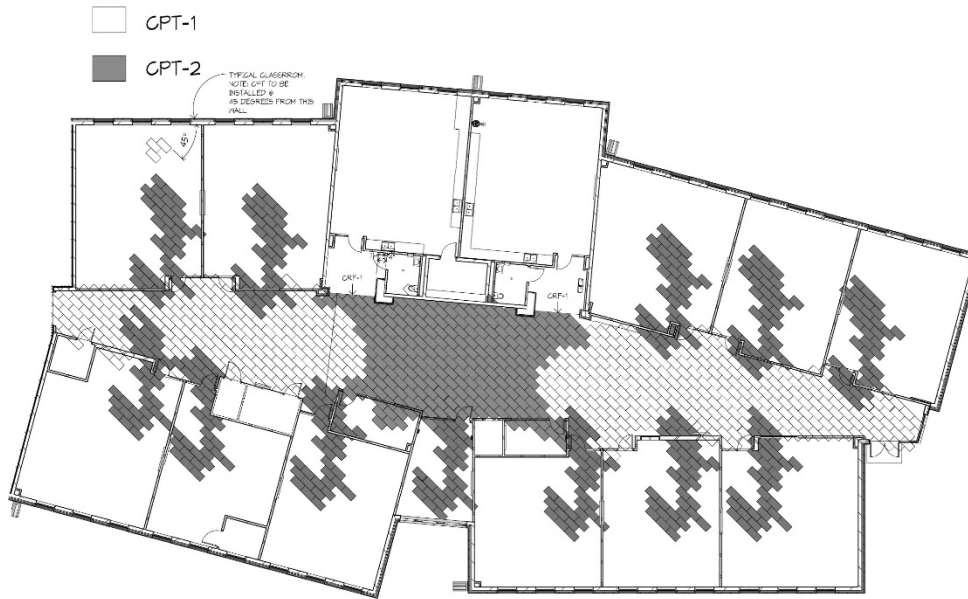 CPT-1
CPT-2
TYPICAL CLASSRROM,
NOTE: CPT TO BE
INSTALLED @
45 DEGREES FROM THIS
WALL
45°
CRF-1
CRF-1